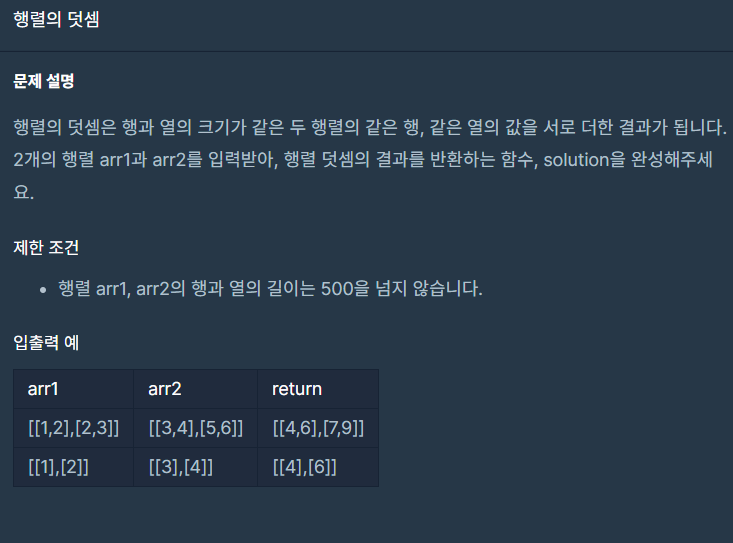 행렬의 덧셈
문제 설명
행렬의 덧셈은 행과 열의 크기가 같은 두 행렬의 같은 행, 같은 열의 값을 서로 더한 결과가 됩니다.
2개의 행렬 arr1과 arr2를 입력받아, 행렬 덧셈의 결과를 반환하는 함수, solution을 완성해주세
요.
제한 조건
• 행렬 arr1, arr2의 행과 열의 길이는 500을 넘지 않습니다.
입출력 예
arr1 arr2 return
[[1,2],[2,3]] [[3,4],[5,6]] [[4,6],[7,9]]
[[1],[2]] [[3],[4]] [[4],[6]]